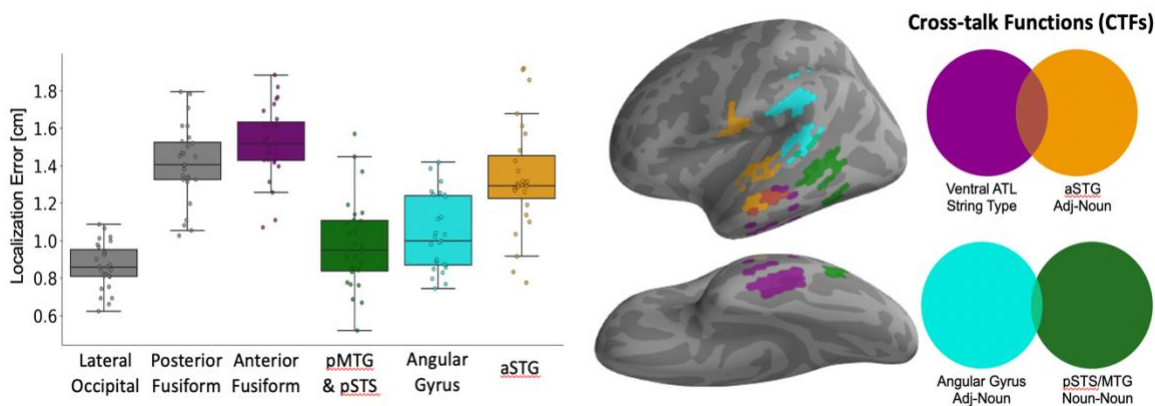 Cross-talk Functions (CTFs)
Localization Error [cm]
1.8
1.6
1.4
1.2
1.0
0.8
0.6
Lateral
Occipital
Posterior
Fusiform
Anterior
Fusiform
pMTG
& pSTS
Angular
Gyrus
aSTG
Ventral ATL
String Type
aSTG
Adj-Noun
Angular Gyrus
Adj-Noun
pSTS/MTG
Noun-Noun